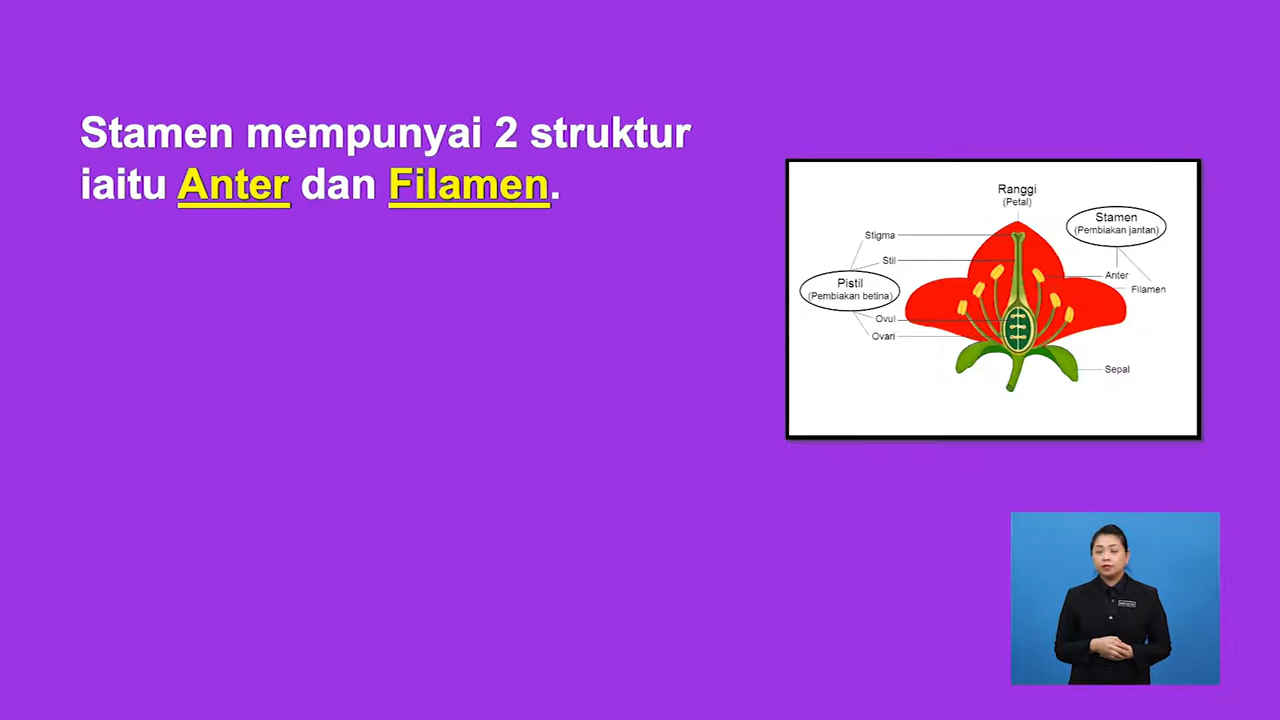 Stamen mempunyai 2 struktur
iaitu Anter dan Filamen.
Ranggi
(Petal)
Stamen
(Pembiakan jantan)
Stigma
Stil
Anter
Filamen
Pistil
(Pembiakan betina)
Ovul
Ovari
Sepal